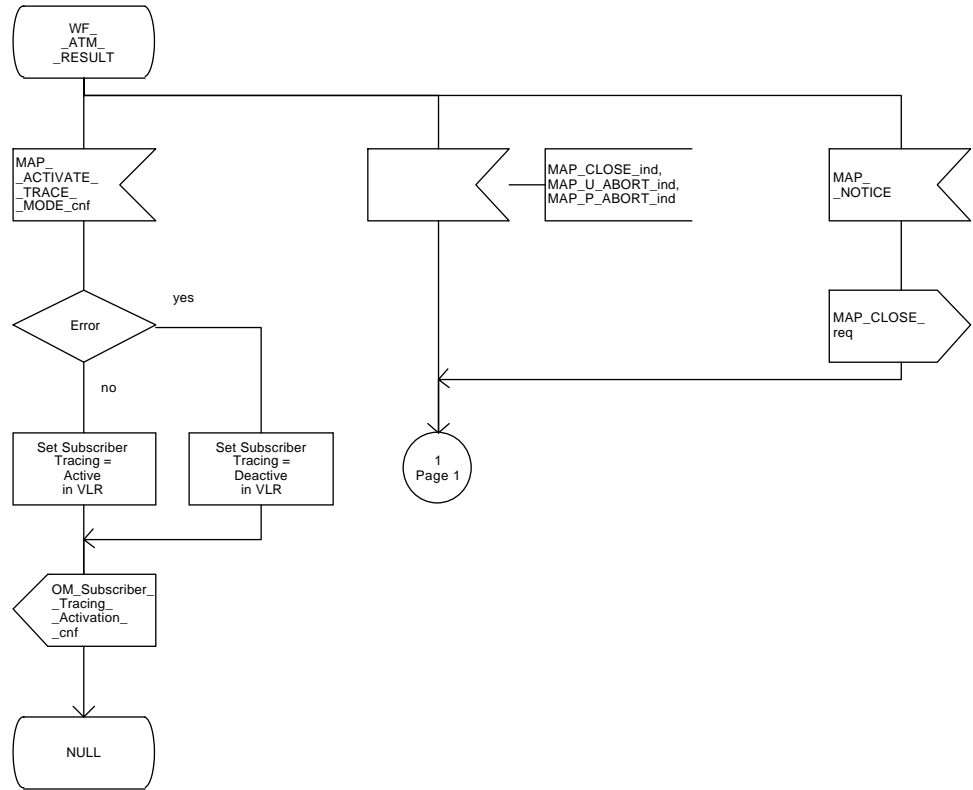 WF_
_ATM_
_RESULT
MAP_
_ACTIVATE_
_TRACE_
_MODE_cnf
MAP_CLOSE_ind,
MAP_U_ABORT_ind,
MAP_P_ABORT_ind
MAP_
_NOTICE
Error
yes
no
MAP_CLOSE_
req
Set Subscriber
Tracing =
Active
in VLR
Set Subscriber
Tracing =
Deactive
in VLR
1
Page 1
OM_Subscriber_
_Tracing_
_Activation_
_cnf
NULL